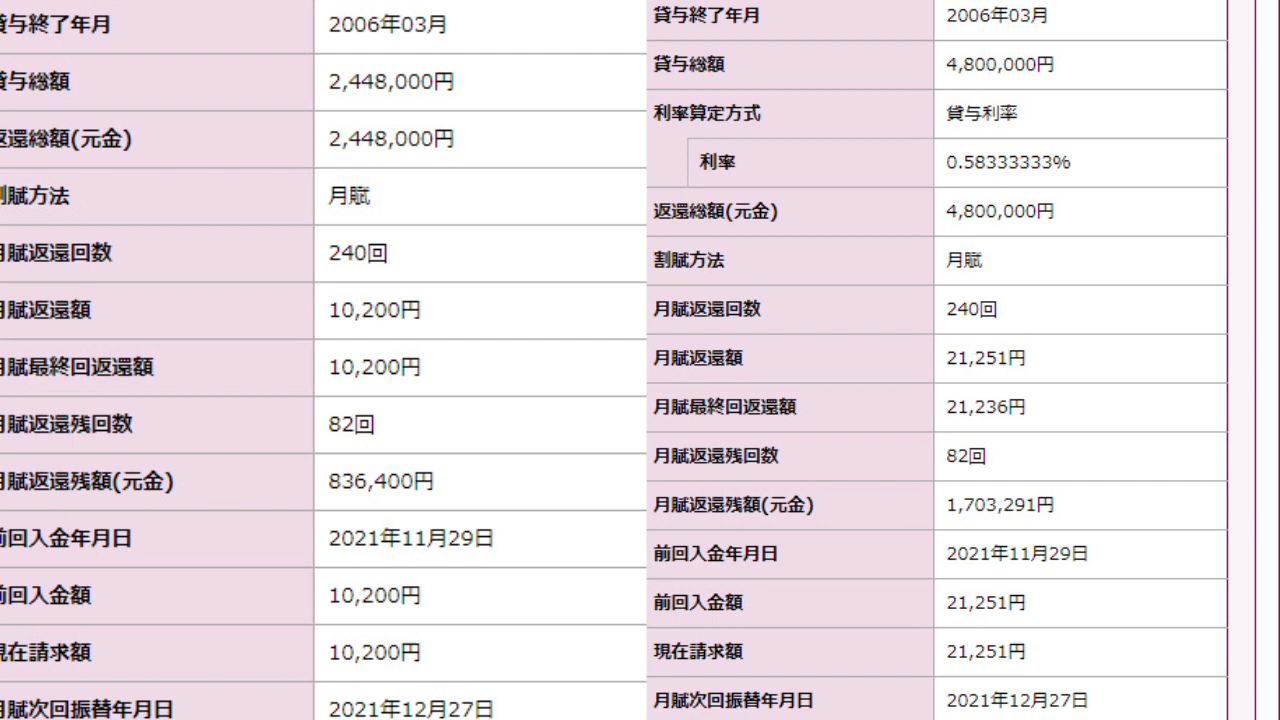 貸与終了年月 2006年03月
貸与総額 2,448,000円
返還総額(元金) 2,448,000円
割賦方法 月賦
月賦返還回数 240回
月賦返還額 10,200円
月賦最終回返還額 10,200円
月賦返還残回数 82回
月賦返還残額(元金) 836,400円
前回入金年月日 2021年11月29日
前回入金額 10,200円
現在請求額 10,200円
月賦次回振替年月日 2021年12月27日
貸与終了年月 2006年03月
貸与総額 4,800,000円
利率算定方式 貸与利率
利率 0.58333333%
返還総額(元金) 4,800,000円
割賦方法 月賦
月賦返還回数 240回
月賦返還額 21,251円
月賦最終回返還額 21,236円
月賦返還残回数 82回
月賦返還残額(元金) 1,703,291円
前回入金年月日 2021年11月29日
前回入金額 21,251円
現在請求額 21,251円
月賦次回振替年月日 2021年12月27日